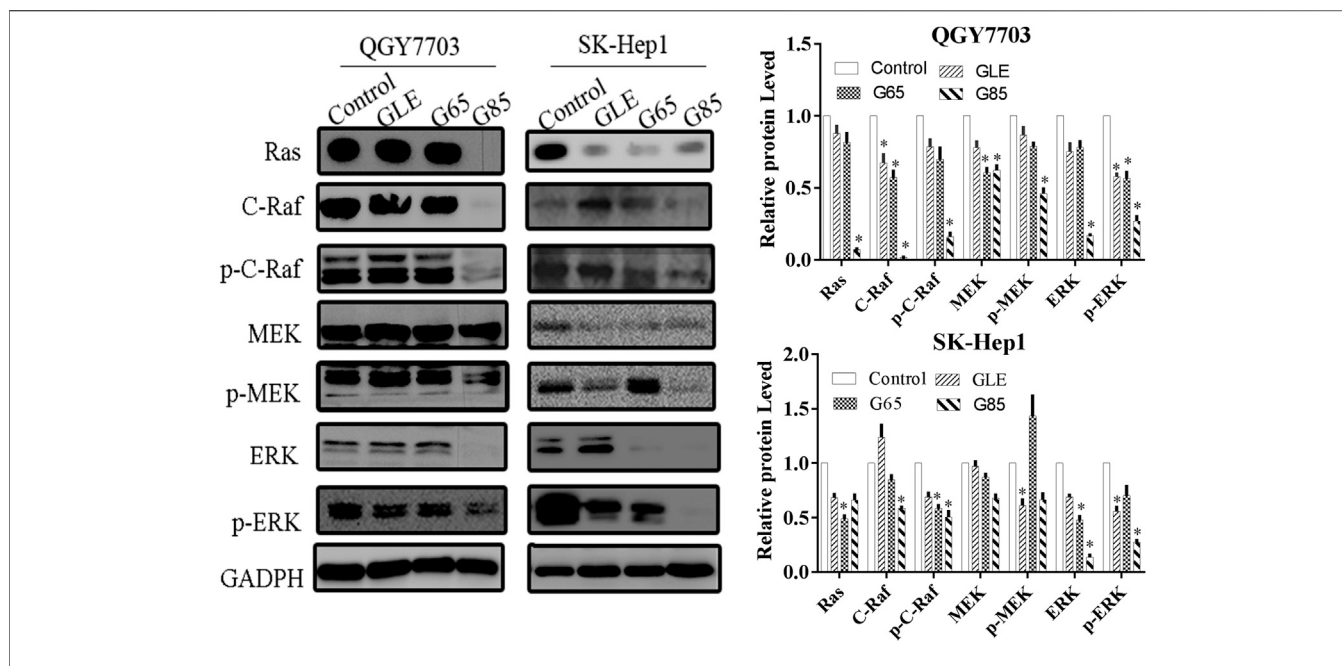 QGY7703
SK-Hep1
Control GLE G65 G85
Control GLE G65 G85
Ras
C-Raf
p-C-Raf
MEK
p-MEK
ERK
p-ERK
GADPH
QGY7703
Control GLE
G65 G85
Relative protein Leved
1.5
1.0
0.5
0.0
* * * * * * * * * * * * *
Ras C-Raf p-C-Raf MEK p-MEK ERK p-ERK
SK-Hep1
Control GLE
G65 G85
Relative protein Leved
2.0
1.5
1.0
0.5
0.0
* * * * * * * * *
Ras C-Raf p-C-Raf MEK p-MEK ERK p-ERK